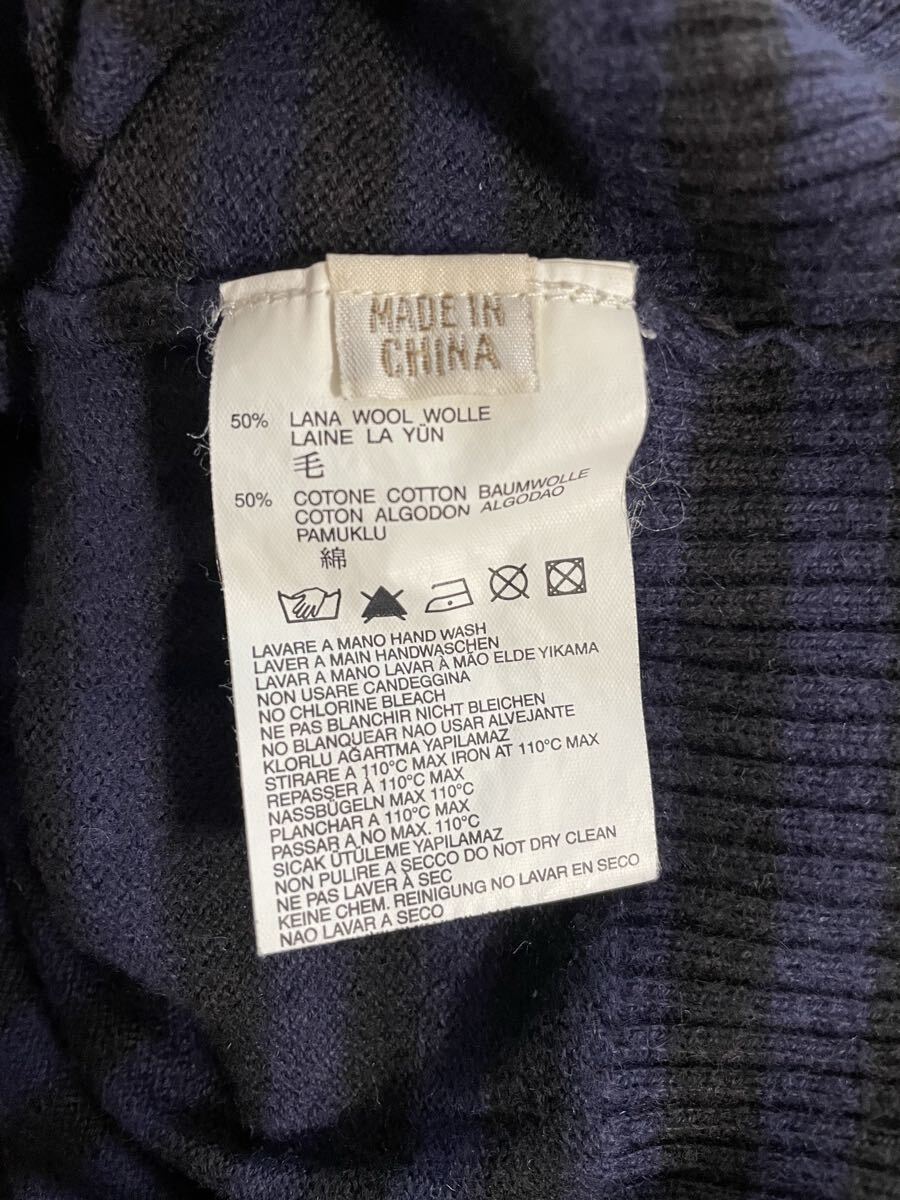 MADE IN
CHINA
50% LANA WOOL WOLLE
LAINE LA YŪN
毛
50% COTONE COTTON BAUMWOLLE
COTON ALGODON ALGODAO
PAMUKLU
綿
LAVARE A MANO HAND WASH
LAVER A MAIN HANDWASCHEN
LAVAR A MANO LAVAR À MÃO ELDE YIKAMA
NON USARE CANDEGGINA
NO CHLORINE BLEACH
NE PAS BLANCHIR NICHT BLEICHEN
NO BLANQUEAR NAO USAR ALVEJANTE
KLORLU AĞARTMA YAPILAMAZ
STIRARE A 110°C MAX IRON AT 110°C MAX
REPASSER À 110°C MAX
NASSBÜGELN MAX 110°C
PLANCHAR A 110°C MAX
PASSAR A NO MAX. 110°C
SICAK ÜTÜLEME YAPILAMAZ
NON PULIRE A SECCO DO NOT DRY CLEAN
NE PAS LAVER À SEC
KEINE CHEM. REINIGUNG NO LAVAR EN SECO
NAO LAVAR A SECO